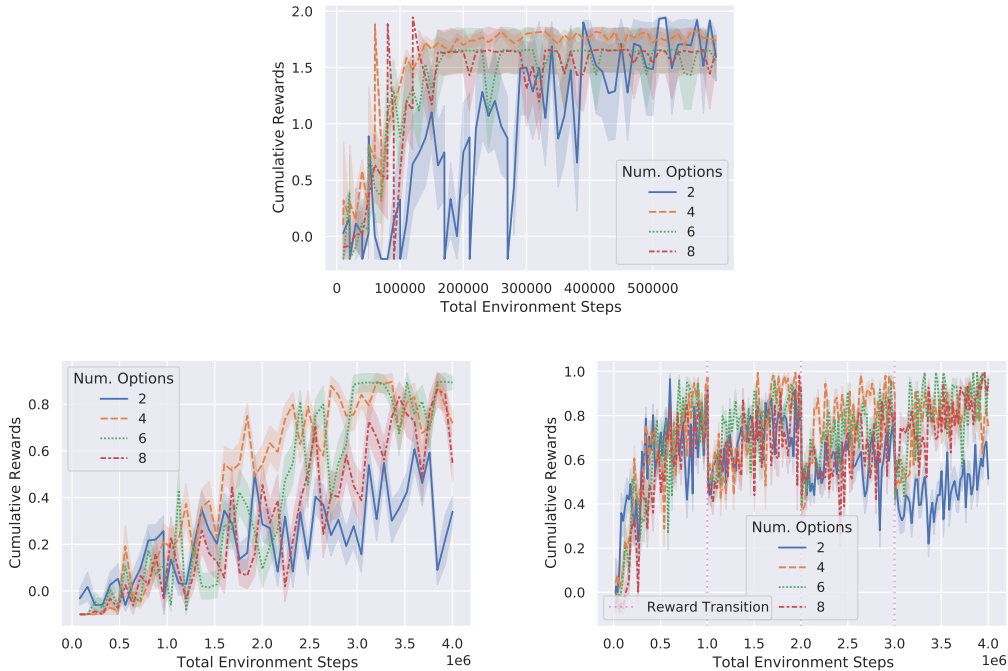 2.0
1.5
1.0
0.5
0.0
Cumulative Rewards
Num. Options
2
4
6
8
0 100000 200000 300000 400000 500000
Total Environment Steps
0.8
0.6
0.4
0.2
0.0
Cumulative Rewards
Num. Options
2
4
6
8
0.0 0.5 1.0 1.5 2.0 2.5 3.0 3.5 4.0
1e6
Total Environment Steps
1.0
0.8
0.6
0.4
0.2
0.0
Cumulative Rewards
Num. Options
2
4
6
8
Reward Transition
0.0 0.5 1.0 1.5 2.0 2.5 3.0 3.5 4.0
1e6
Total Environment Steps